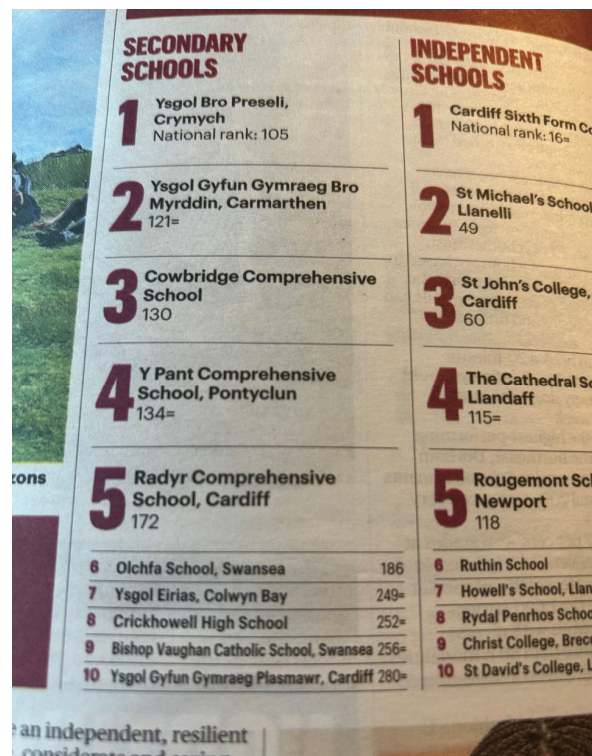 SECONDARY
SCHOOLS
1
Ysgol Bro Preseli,
Crymych
National rank: 105
2
Ysgol Gyfun Gymraeg Bro
Myrddin, Carmarthen
121=
3
Cowbridge Comprehensive
School
130
4
Y Pant Comprehensive
School, Pontyclun
134=
5
Radyr Comprehensive
School, Cardiff
172
6 Olchfa School, Swansea 186
7 Ysgol Eirias, Colwyn Bay 249=
8 Crickhowell High School 252=
9 Bishop Vaughan Catholic School, Swansea 256=
10 Ysgol Gyfun Gymraeg Plasmawr, Cardiff 280=
INDEPENDENT
SCHOOLS
1
Cardiff Sixth Form
National rank: 16=
2
St Michael's School
Llanelli
49
3
St John's College,
Cardiff
60
4
The Cathedral
Llandaff
115=
5
Rougemont
Newport
118
6 Ruthin School
7 Howell's School,
8 Rydal Penrhos
9 Christ College,
10 St David's College,
an independent, resilient